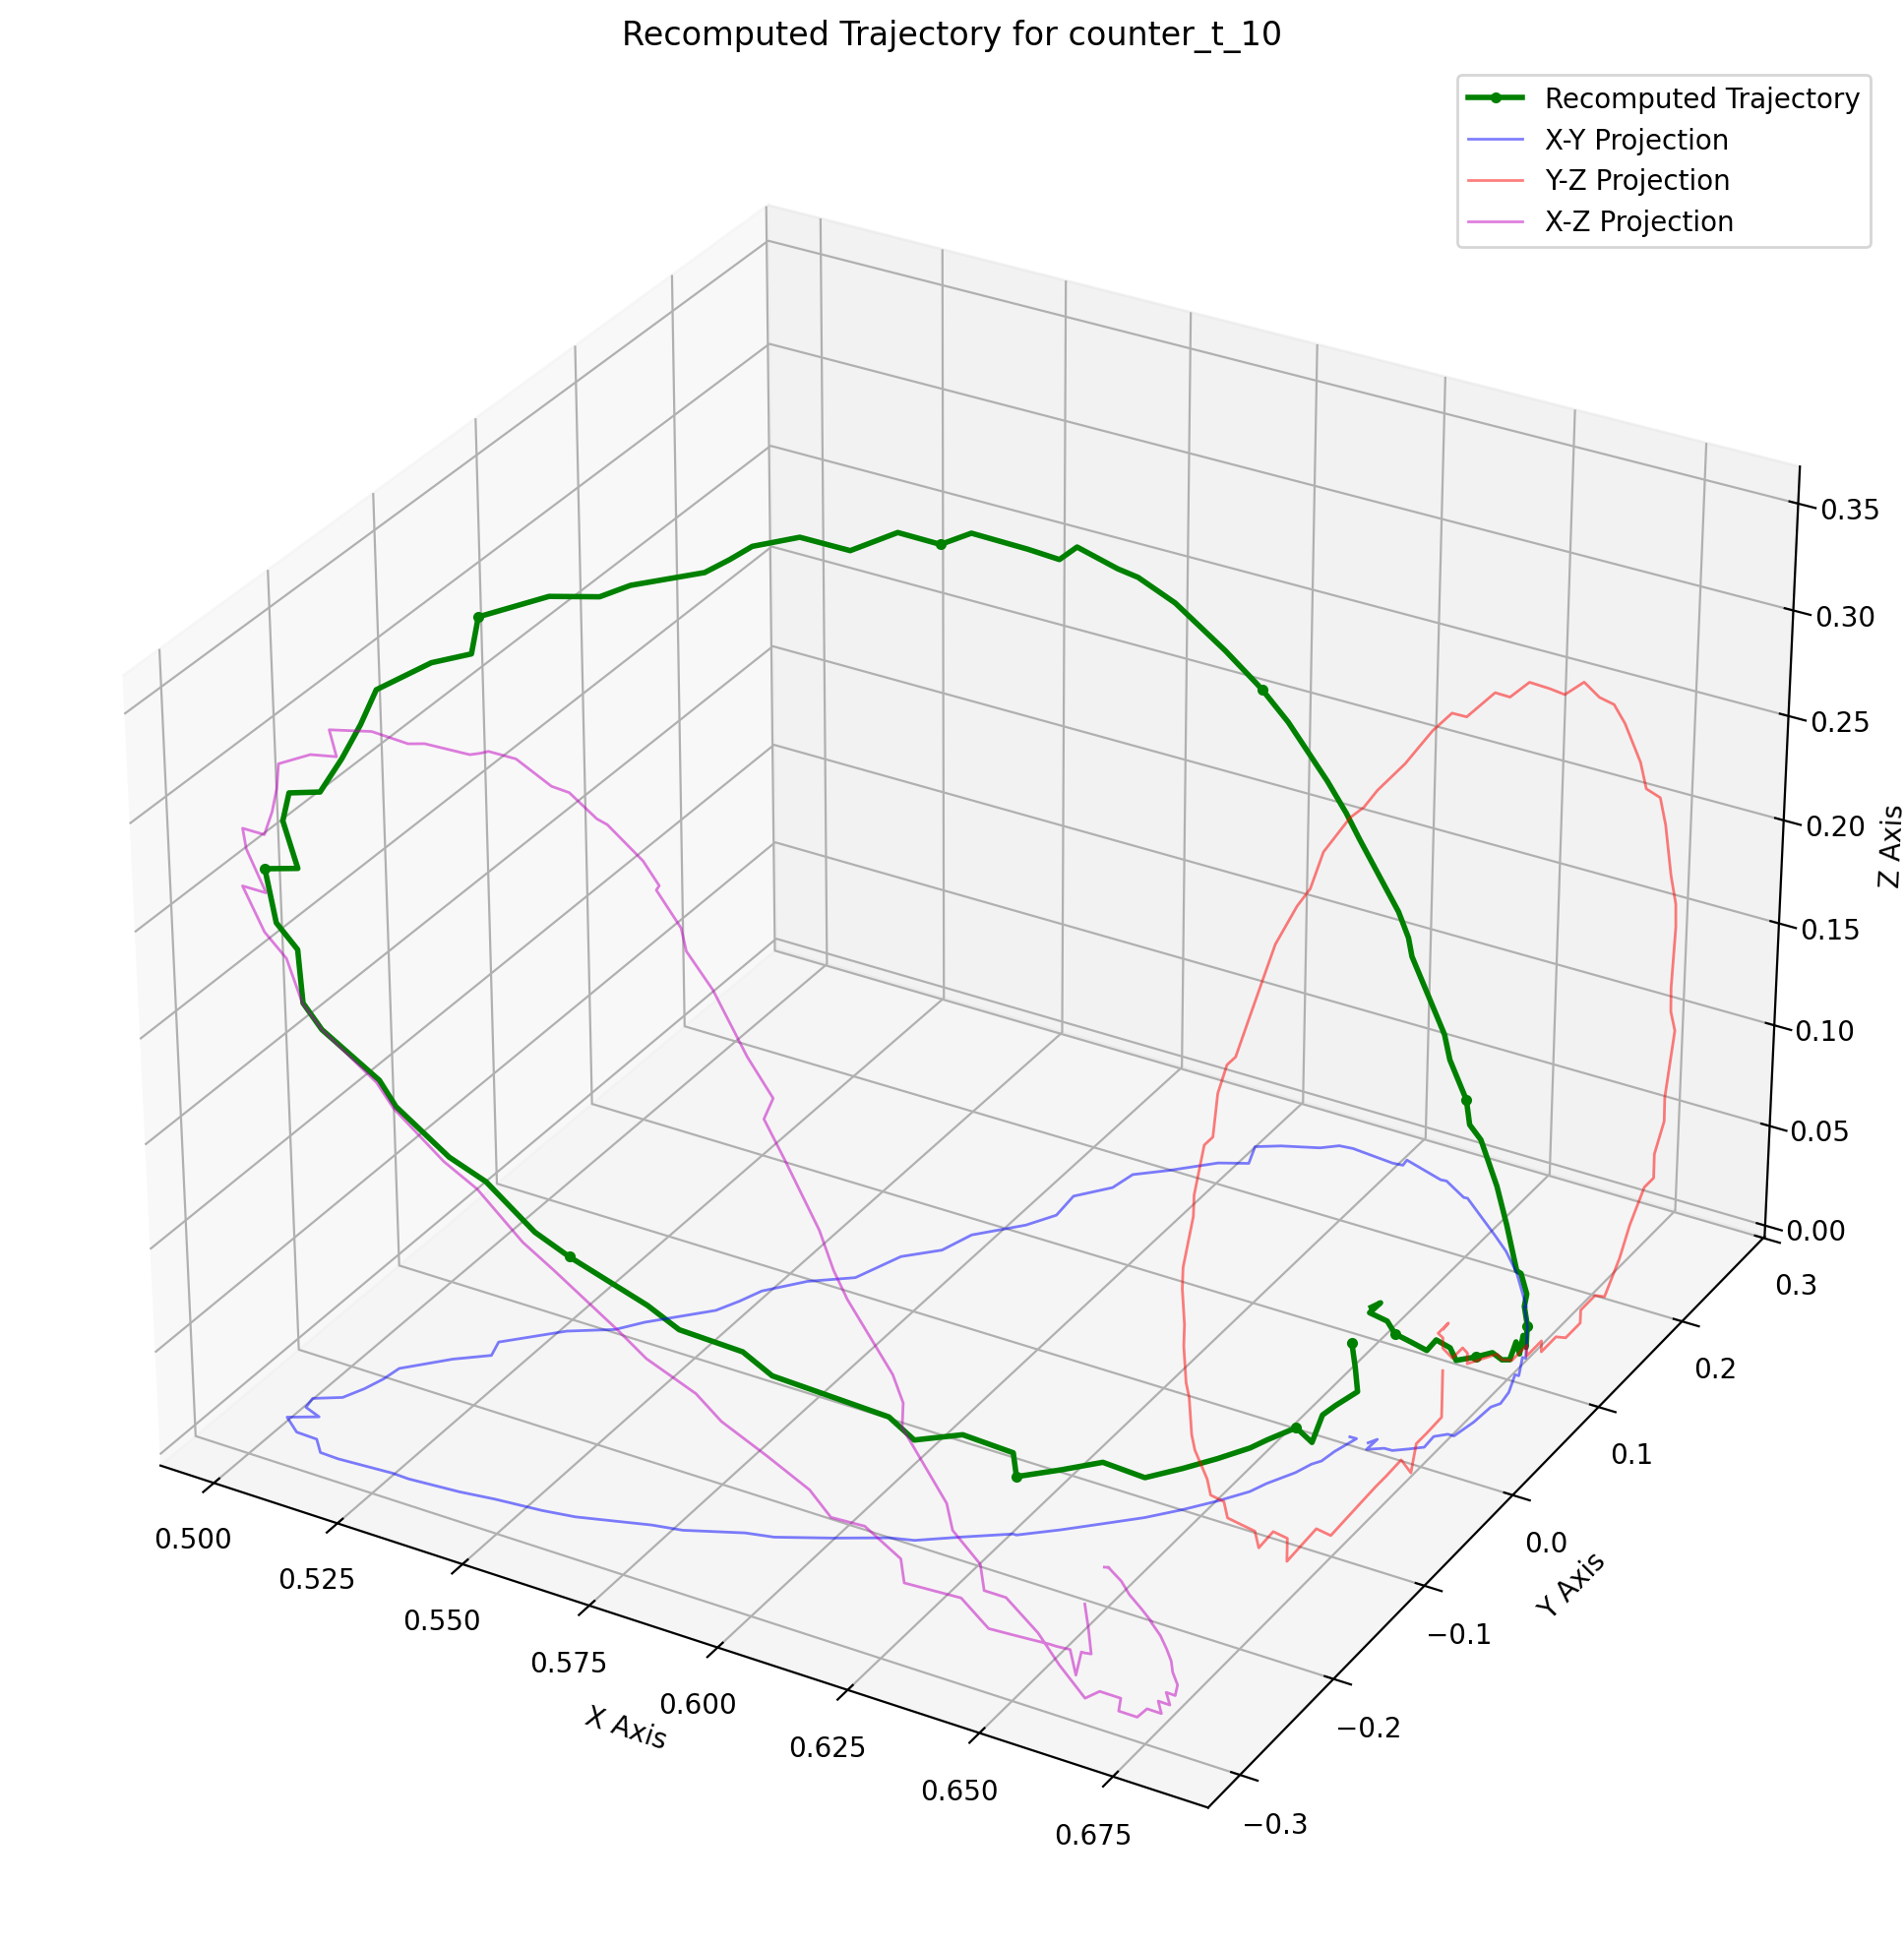 Recomputed Trajectory for counter_t_10
Recomputed Trajectory
X-Y Projection
Y-Z Projection
X-Z Projection
0.35
0.30
0.25
0.20
0.15
0.10
0.05
0.00
Z Axis
0.3
0.2
0.1
0.0
−0.1
−0.2
−0.3
Y Axis
0.500
0.525
0.550
0.575
0.600
0.625
0.650
0.675
X Axis